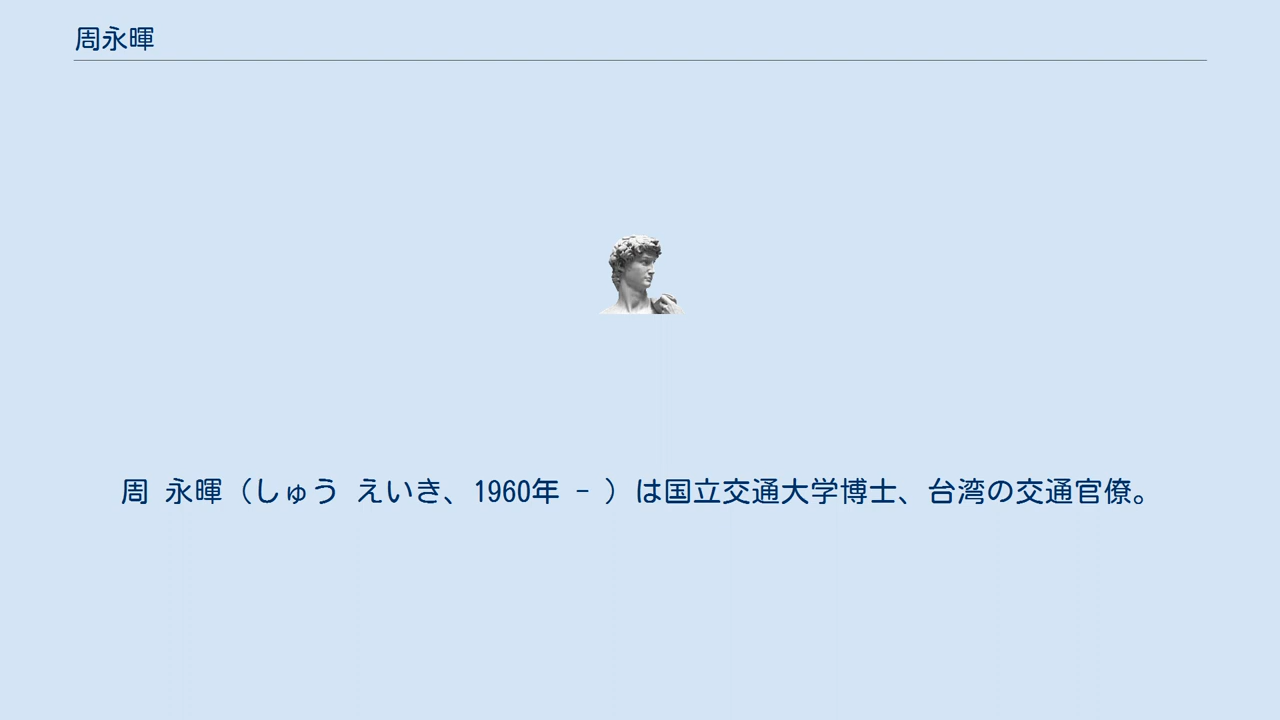 周永暉
周 永暉（しゅう えいき、1960年 - ）は国立交通大学博士、台湾の交通官僚。